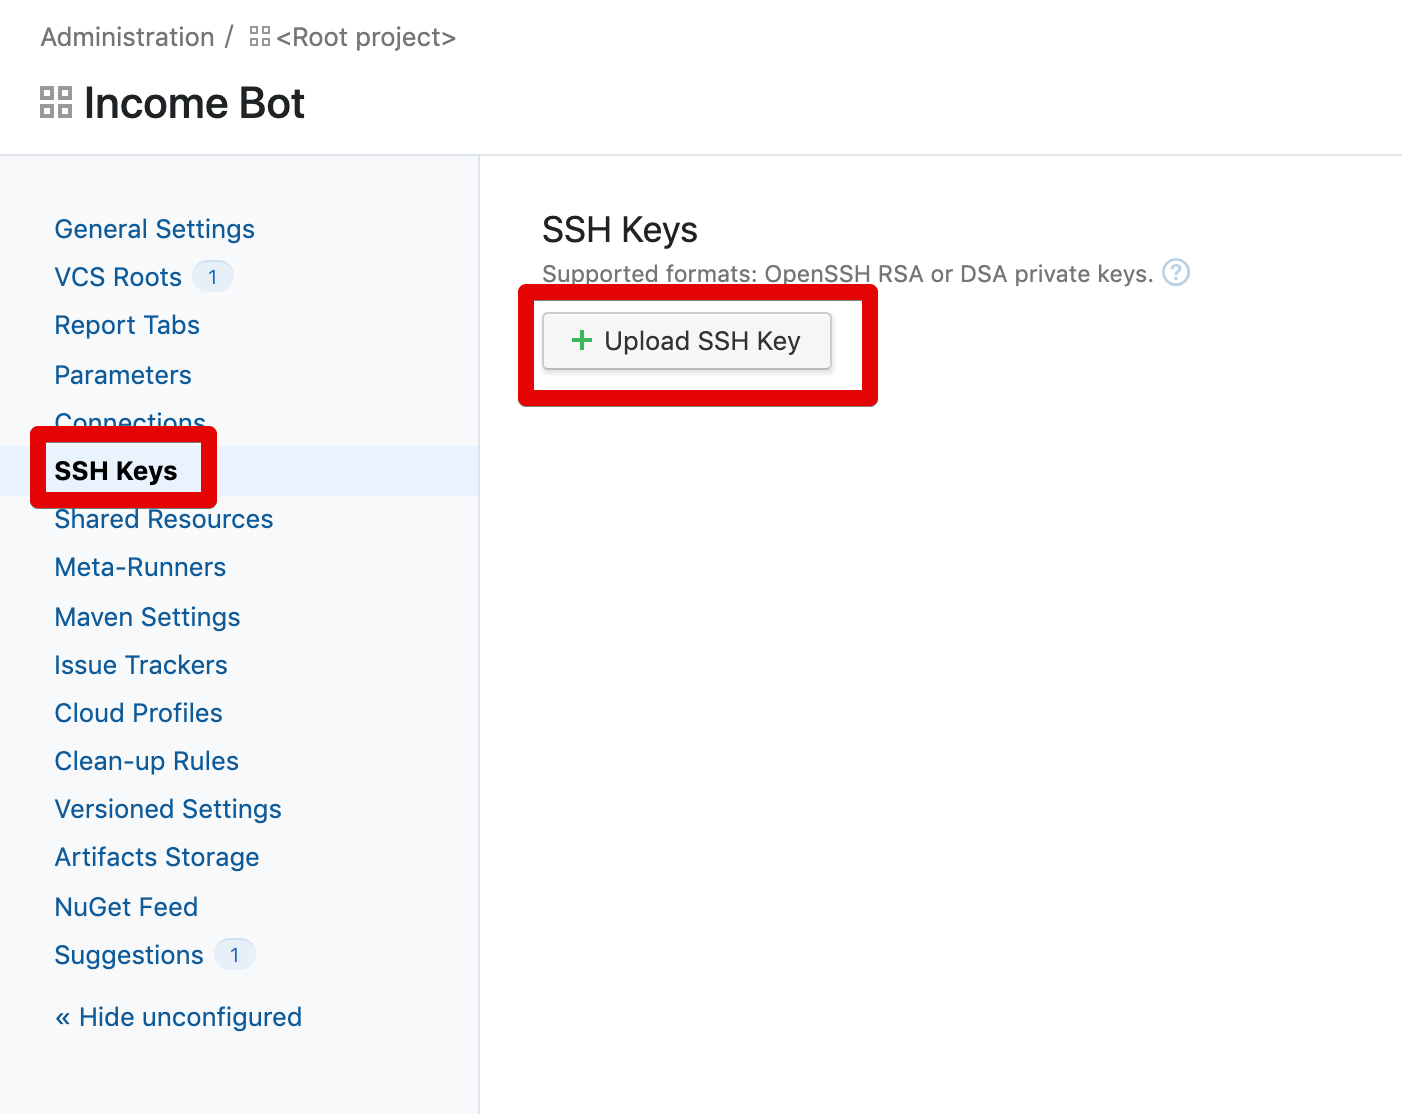 Administration / <Root project>
Income Bot
General Settings
VCS Roots 1
Report Tabs
Parameters
Connections
SSH Keys
Shared Resources
Meta-Runners
Maven Settings
Issue Trackers
Cloud Profiles
Clean-up Rules
Versioned Settings
Artifacts Storage
NuGet Feed
Suggestions 1
« Hide unconfigured
SSH Keys
Supported formats: OpenSSH RSA or DSA private keys. ?
+ Upload SSH Key